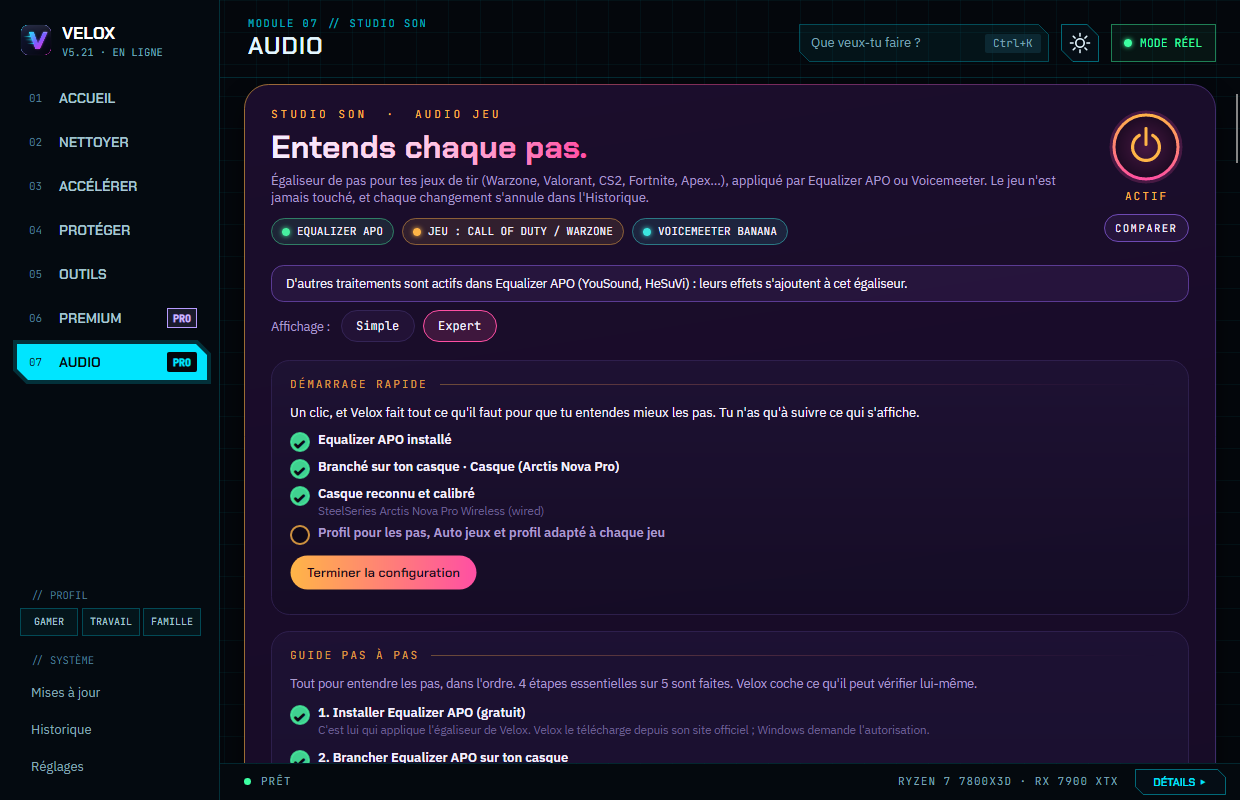 VELOX
V5.21 · EN LIGNE
01 ACCUEIL
02 NETTOYER
03 ACCÉLÉRER
04 PROTÉGER
05 OUTILS
06 PREMIUM PRO
07 AUDIO PRO
// PROFIL
GAMER TRAVAIL FAMILLE
// SYSTÈME
Mises à jour
Historique
Réglages
MODULE 07 // STUDIO SON
AUDIO
Que veux-tu faire ? Ctrl+K
MODE RÉEL
STUDIO SON · AUDIO JEU
Entends chaque pas.
Égaliseur de pas pour tes jeux de tir (Warzone, Valorant, CS2, Fortnite, Apex…), appliqué par Equalizer APO ou Voicemeeter. Le jeu n'est
jamais touché, et chaque changement s'annule dans l'Historique.
EQUALIZER APO JEU : CALL OF DUTY / WARZONE VOICEMEETER BANANA
ACTIF
COMPARER
D'autres traitements sont actifs dans Equalizer APO (YouSound, HeSuVi) : leurs effets s'ajoutent à cet égaliseur.
Affichage : Simple Expert
DÉMARRAGE RAPIDE
Un clic, et Velox fait tout ce qu'il faut pour que tu entendes mieux les pas. Tu n'as qu'à suivre ce qui s'affiche.
Equalizer APO installé
Branché sur ton casque · Casque (Arctis Nova Pro)
Casque reconnu et calibré
SteelSeries Arctis Nova Pro Wireless (wired)
Profil pour les pas, Auto jeux et profil adapté à chaque jeu
Terminer la configuration
GUIDE PAS À PAS
Tout pour entendre les pas, dans l'ordre. 4 étapes essentielles sur 5 sont faites. Velox coche ce qu'il peut vérifier lui-même.
1. Installer Equalizer APO (gratuit)
C'est lui qui applique l'égaliseur de Velox. Velox le télécharge depuis son site officiel ; Windows demande l'autorisation.
2. Brancher Equalizer APO sur ton casque
PRÊT
RYZEN 7 7800X3D · RX 7900 XTX
DÉTAILS ▸